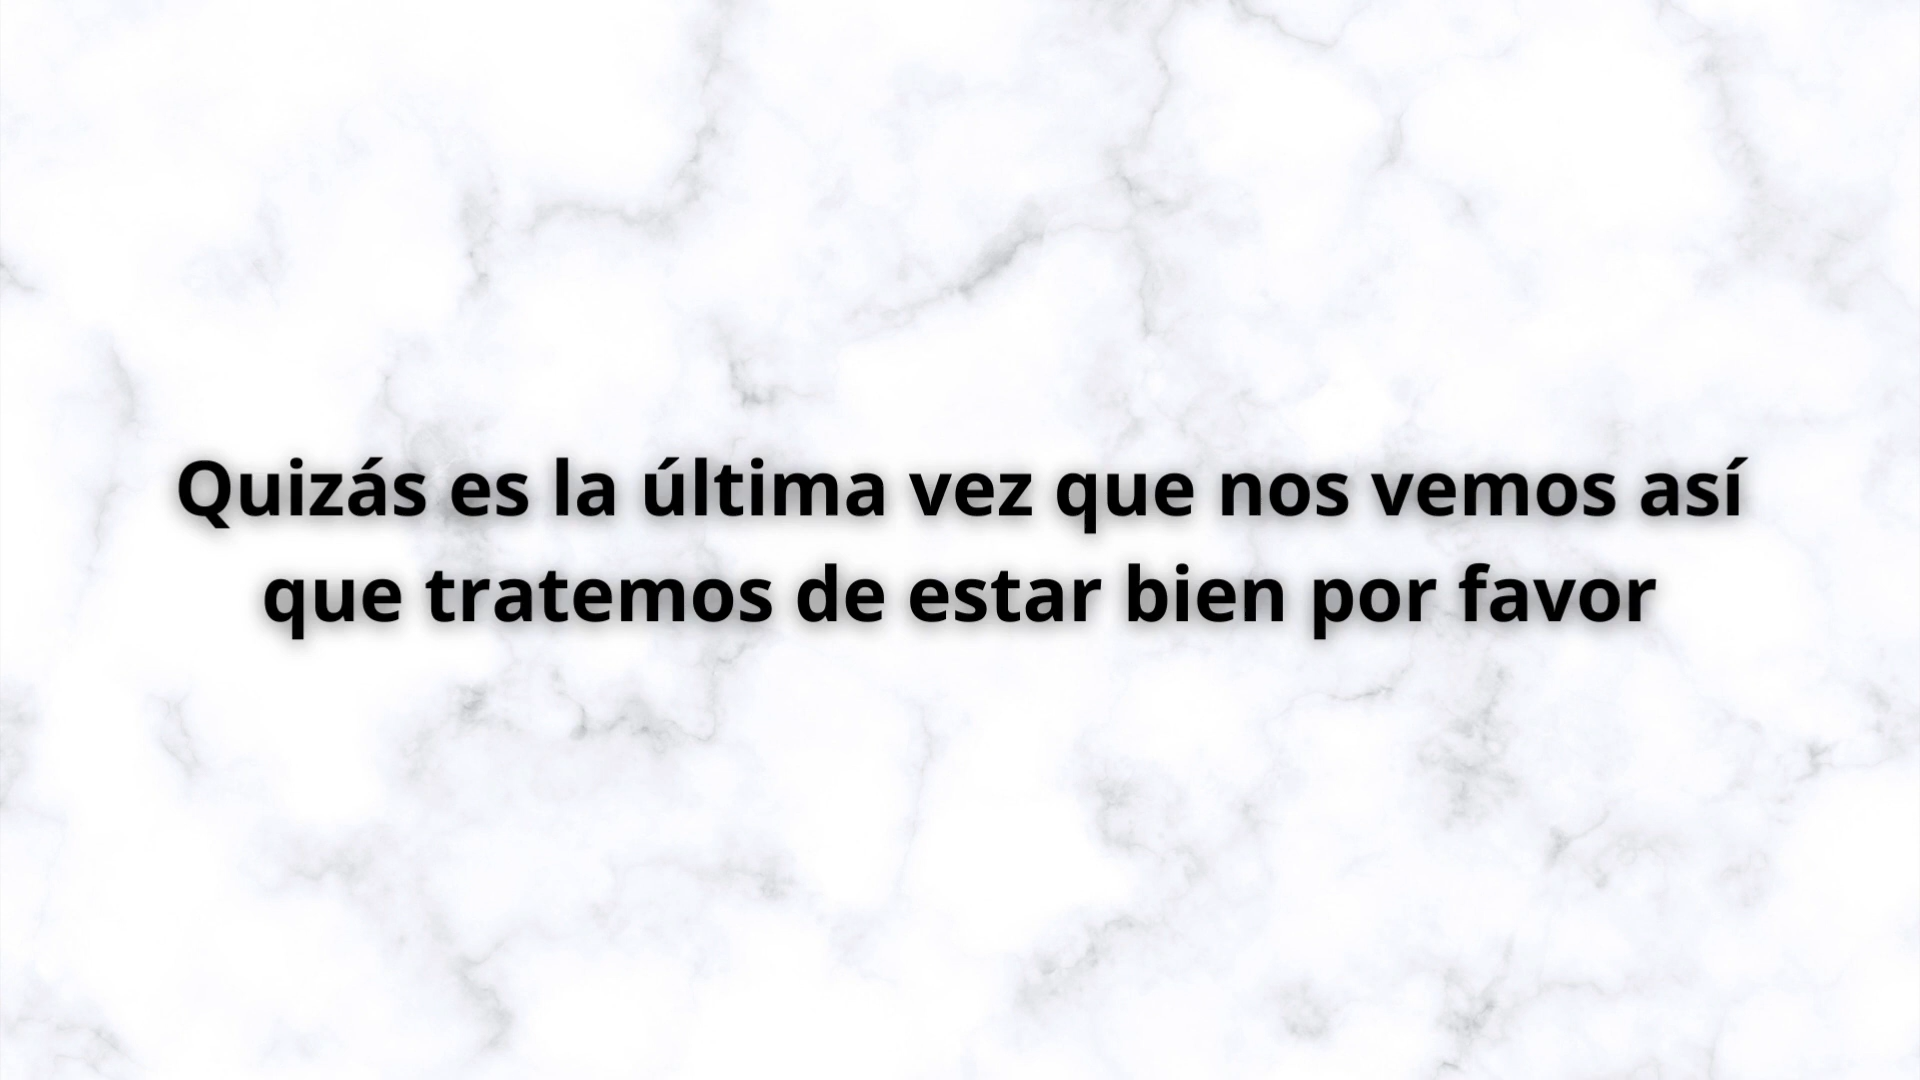 Quizás es la última vez que nos vemos así
que tratemos de estar bien por favor